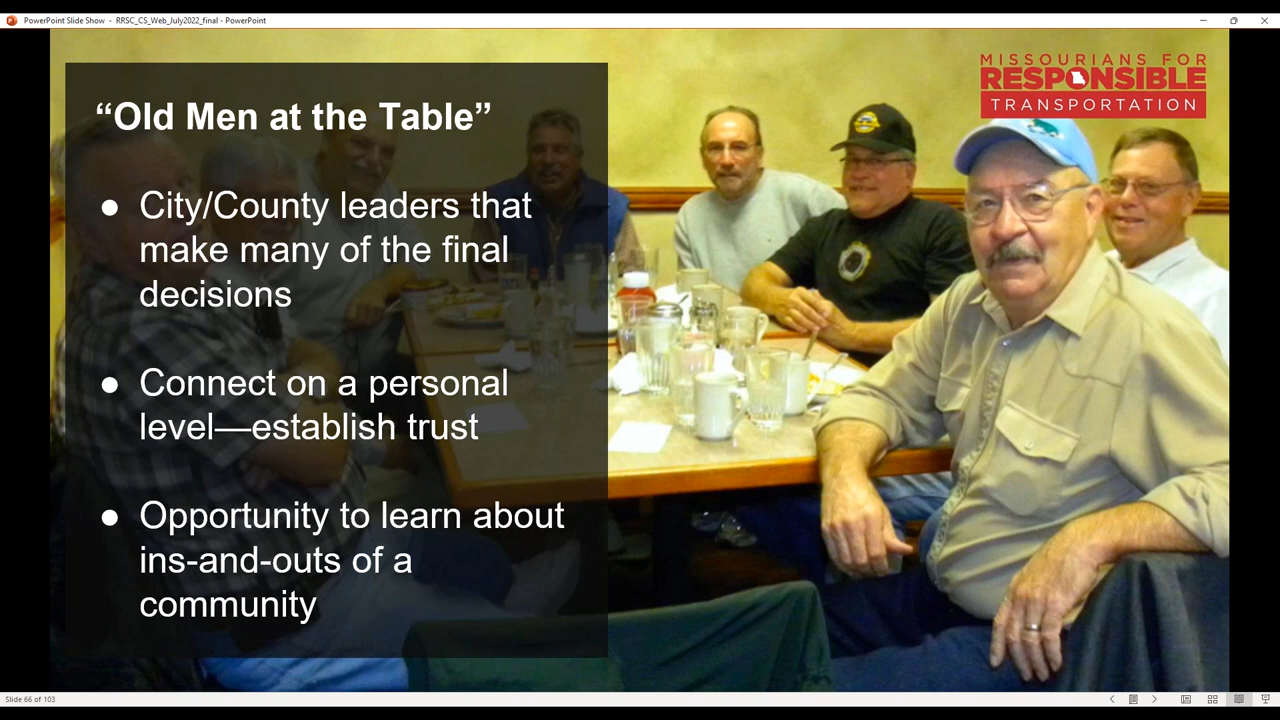 PowerPoint Slide Show - RRSC_CS_Web_July2022_final - PowerPoint
MISSOURIANS FOR
RESPONSIBLE
TRANSPORTATION
“Old Men at the Table”
● City/County leaders that
make many of the final
decisions
● Connect on a personal
level—establish trust
● Opportunity to learn about
ins-and-outs of a
community
Slide 66 of 103